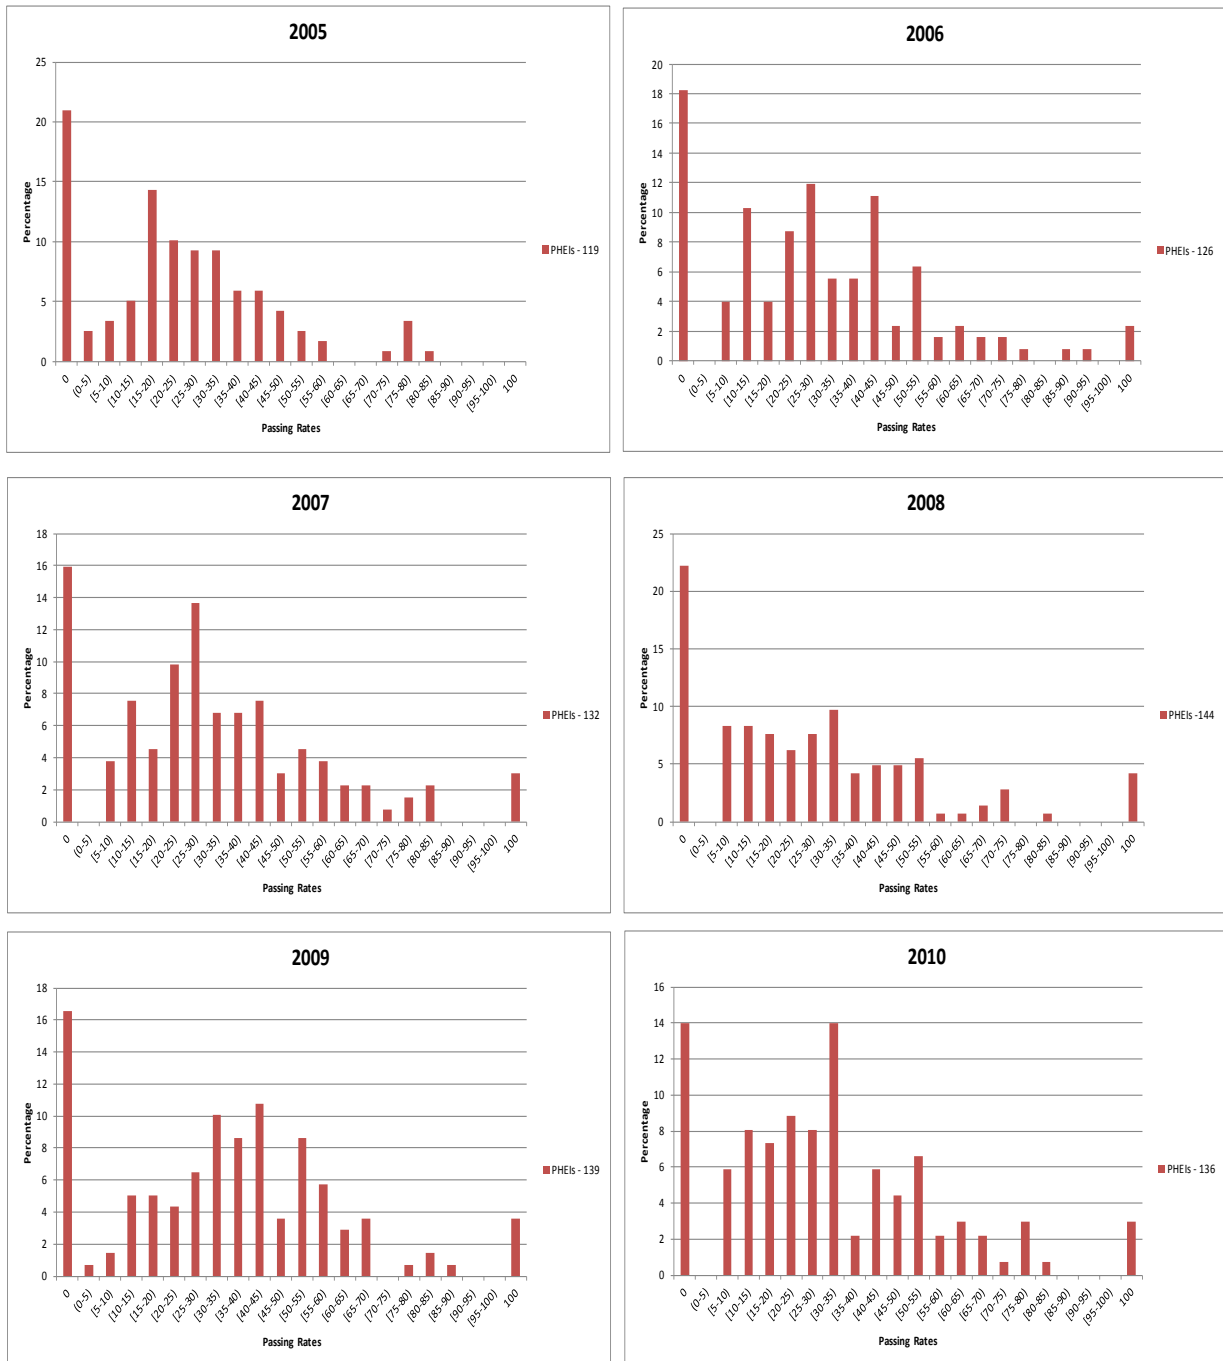 2005
25
20
15
10
5
0
Percentage
0 (0-5) [5-10) [10-15) [15-20) [20-25) [25-30) [30-35) [35-40) [40-45) [45-50) [50-55) [55-60) [60-65) [65-70) [70-75) [75-80) [80-85) [85-90) [90-95) [95-100) 100
Passing Rates
PHEIs - 119
2006
20
18
16
14
12
10
8
6
4
2
0
Percentage
0 (0-5) [5-10) [10-15) [15-20) [20-25) [25-30) [30-35) [35-40) [40-45) [45-50) [50-55) [55-60) [60-65) [65-70) [70-75) [75-80) [80-85) [85-90) [90-95) [95-100) 100
Passing Rates
PHEIs - 126
2007
18
16
14
12
10
8
6
4
2
0
Percentage
0 (0-5) [5-10) [10-15) [15-20) [20-25) [25-30) [30-35) [35-40) [40-45) [45-50) [50-55) [55-60) [60-65) [65-70) [70-75) [75-80) [80-85) [85-90) [90-95) [95-100) 100
Passing Rates
PHEIs - 132
2008
25
20
15
10
5
0
Percentage
0 (0-5) [5-10) [10-15) [15-20) [20-25) [25-30) [30-35) [35-40) [40-45) [45-50) [50-55) [55-60) [60-65) [65-70) [70-75) [75-80) [80-85) [85-90) [90-95) [95-100) 100
Passing Rates
PHEIs -144
2009
18
16
14
12
10
8
6
4
2
0
Percentage
0 (0-5) [5-10) [10-15) [15-20) [20-25) [25-30) [30-35) [35-40) [40-45) [45-50) [50-55) [55-60) [60-65) [65-70) [70-75) [75-80) [80-85) [85-90) [90-95) [95-100) 100
Passing Rates
PHEIs - 139
2010
16
14
12
10
8
6
4
2
0
Percentage
0 (0-5) [5-10) [10-15) [15-20) [20-25) [25-30) [30-35) [35-40) [40-45) [45-50) [50-55) [55-60) [60-65) [65-70) [70-75) [75-80) [80-85) [85-90) [90-95) [95-100) 100
Passing Rates
PHEIs - 136